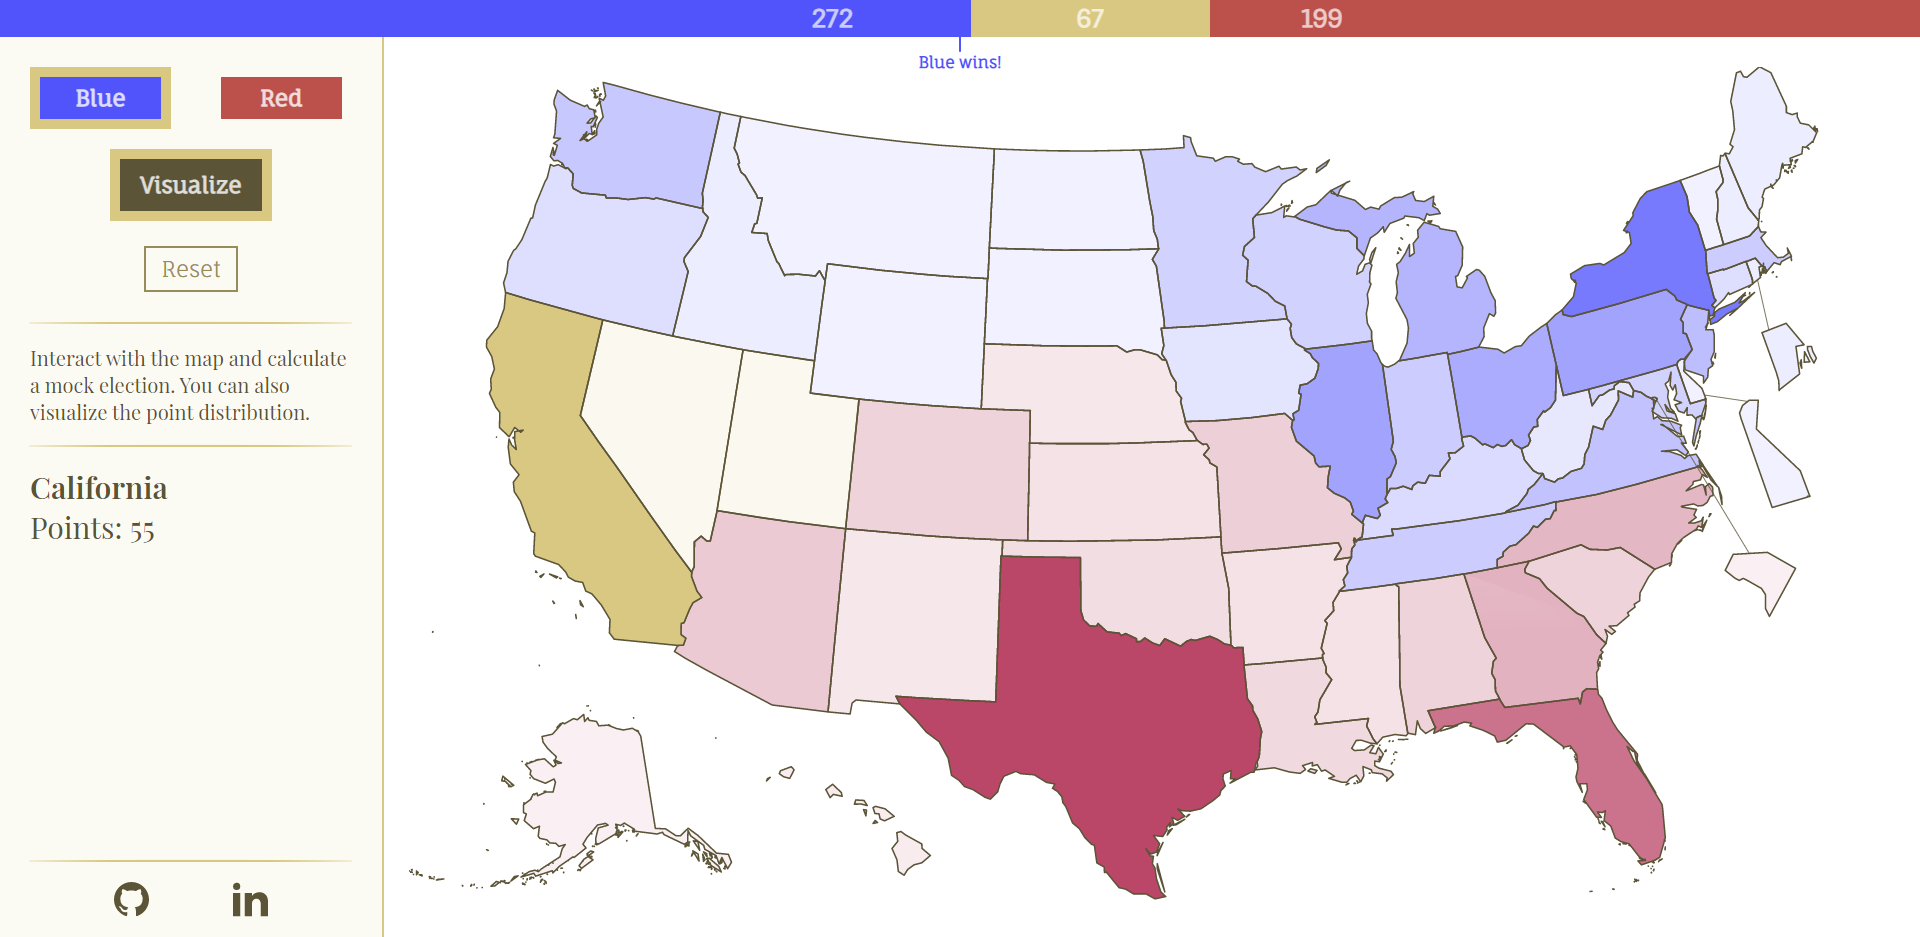 272
67
199
Blue wins!
Blue
Red
Visualize
Reset
Interact with the map and calculate
a mock election. You can also
visualize the point distribution.
California
Points: 55
in